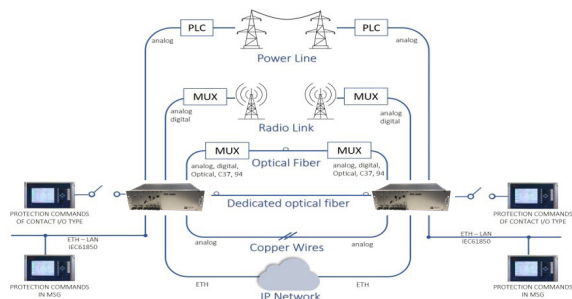 PLC
PLC
analog
analog
Power Line
MUX
MUX
analog
digital
analog
digital
Radio Link
MUX
MUX
analog, digital,
Optical, C37, 94
Optical Fiber
analog, digital,
Optical, C37, 94
Dedicated optical fiber
PROTECTION COMMANDS
OF CONTACT I/O TYPE
PROTECTION COMMANDS
OF CONTACT I/O TYPE
ETH – LAN
IEC61850
analog
Copper Wires
analog
ETH – LAN
IEC61850
ETH
ETH
PROTECTION COMMANDS
IN MSG
PROTECTION COMMANDS
IN MSG
IP Network